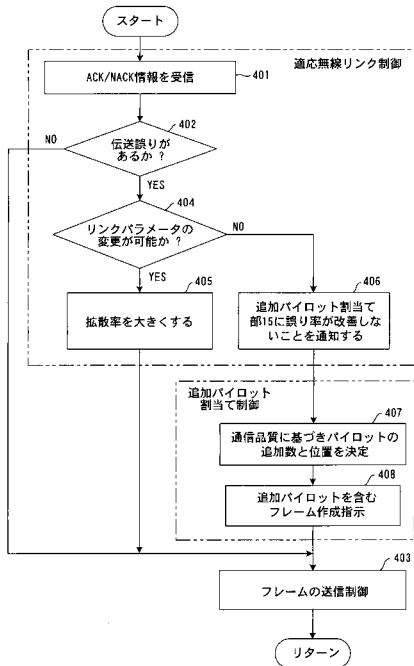 スタート
適応無線リンク制御
ACK/NACK情報を受信
401
402
伝送誤りが
あるか ?
NO
YES
404
リンクパラメータの
変更が可能か ?
NO
YES
405
拡散率を大きくする
406
追加パイロット割当て
部15に誤り率が改善しな
いことを通知する
追加パイロット
割当て制御
407
通信品質に基づきパイロットの
追加数と位置を決定
408
追加パイロットを含む
フレーム作成指示
403
フレームの送信制御
リターン